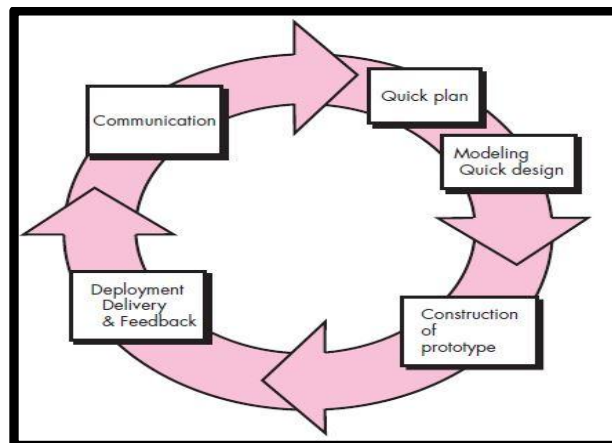 Communication
Quick plan
Modeling
Quick design
Construction
of
prototype
Deployment
Delivery
& Feedback